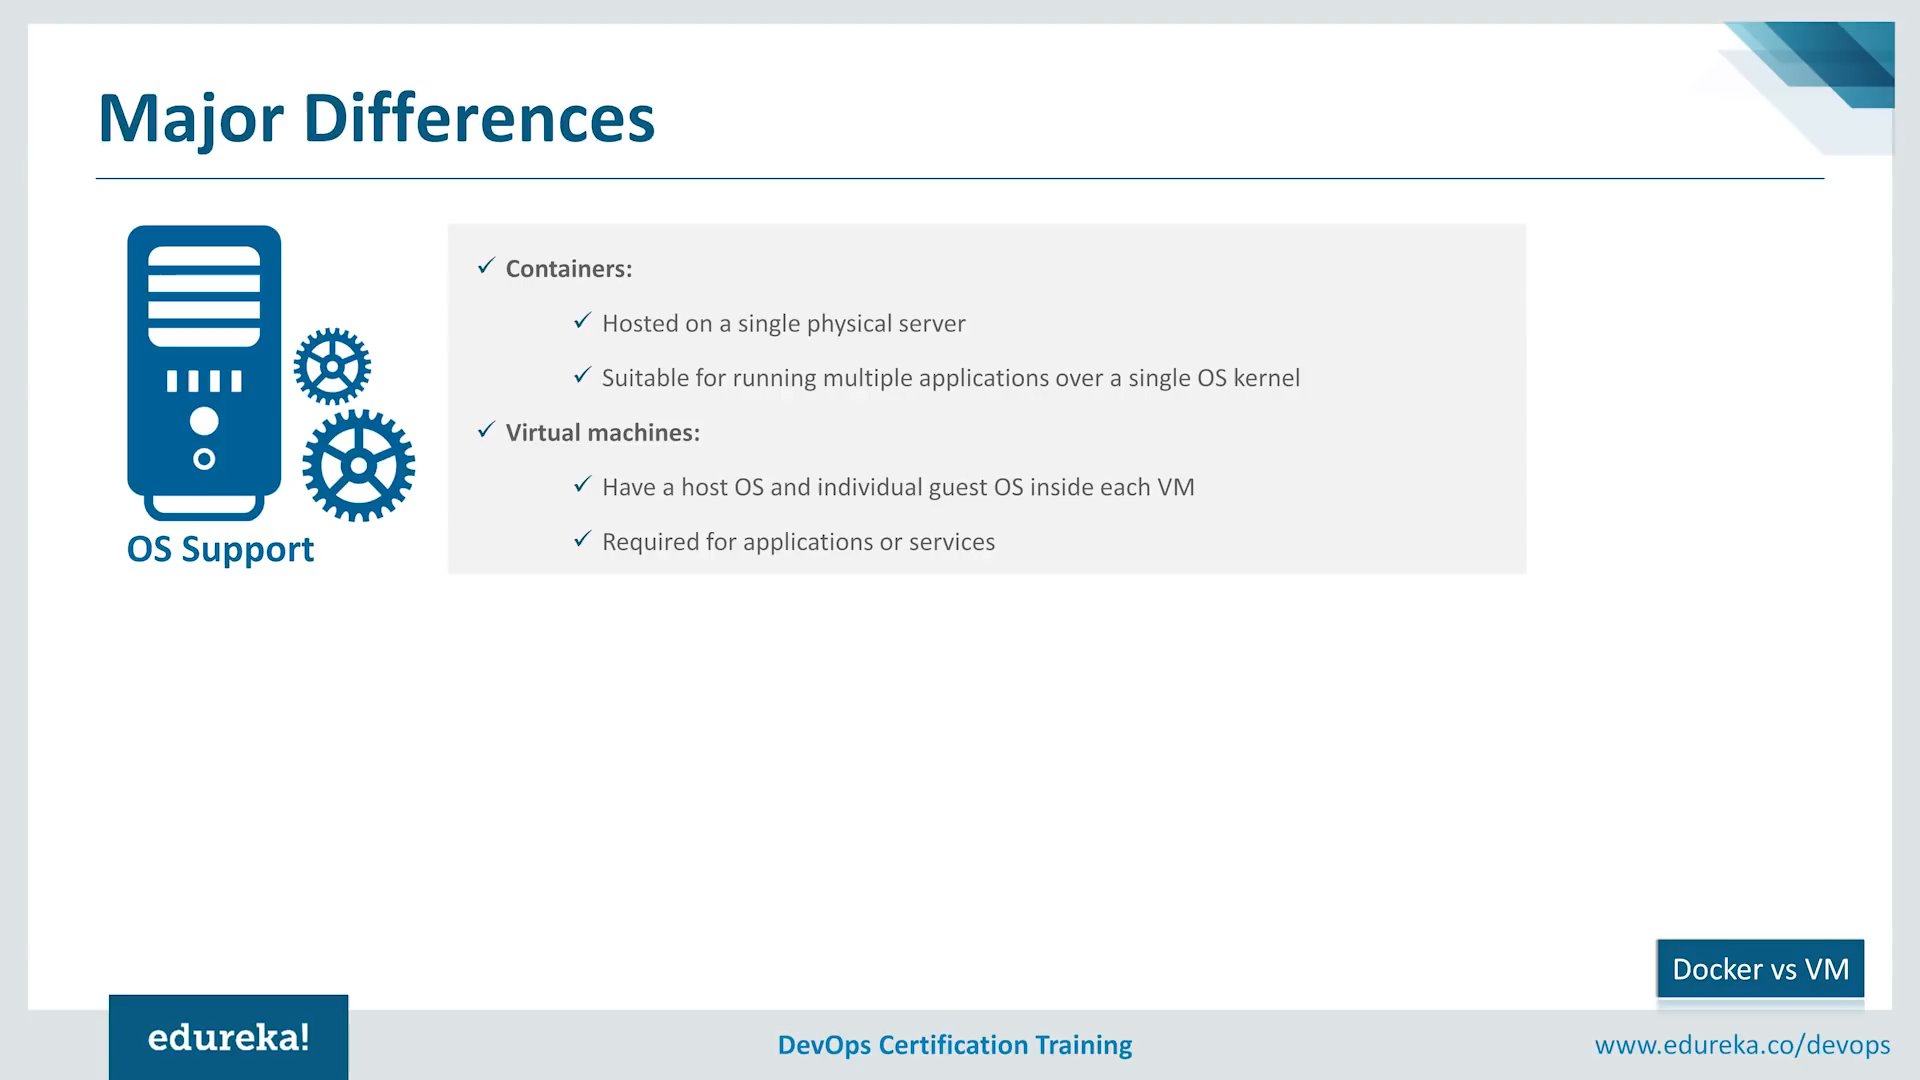 Major Differences
Containers:
Hosted on a single physical server
Suitable for running multiple applications over a single OS kernel
Virtual machines:
Have a host OS and individual guest OS inside each VM
Required for applications or services
OS Support
Docker vs VM
edureka!
DevOps Certification Training
www.edureka.co/devops